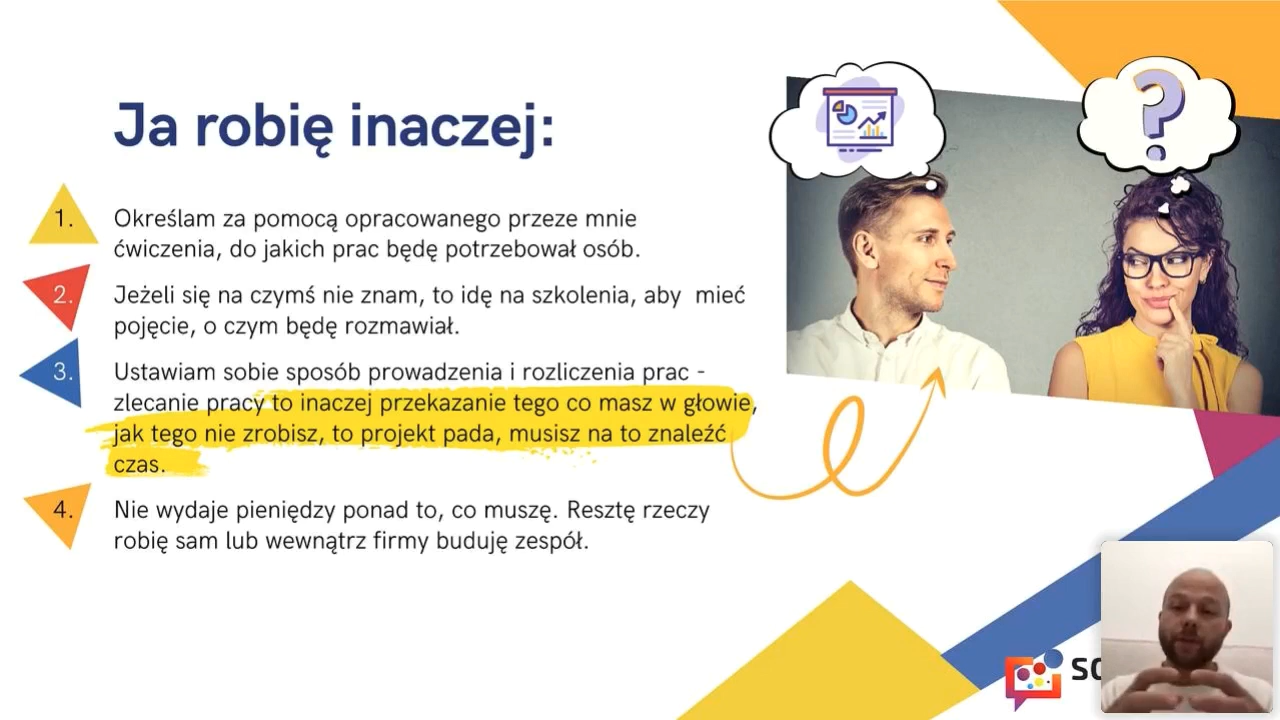 Ja robię inaczej:
1.
Określam za pomocą opracowanego przeze mnie
ćwiczenia, do jakich prac będę potrzebował osób.
2.
Jeżeli się na czymś nie znam, to idę na szkolenia, aby  mieć
pojęcie, o czym będę rozmawiał.
3.
Ustawiam sobie sposób prowadzenia i rozliczenia prac -
zlecanie pracy to inaczej przekazanie tego co masz w głowie,
jak tego nie zrobisz, to projekt pada, musisz na to znaleźć
czas.
4.
Nie wydaje pieniędzy ponad to, co muszę. Resztę rzeczy
robię sam lub wewnątrz firmy buduję zespół.
?